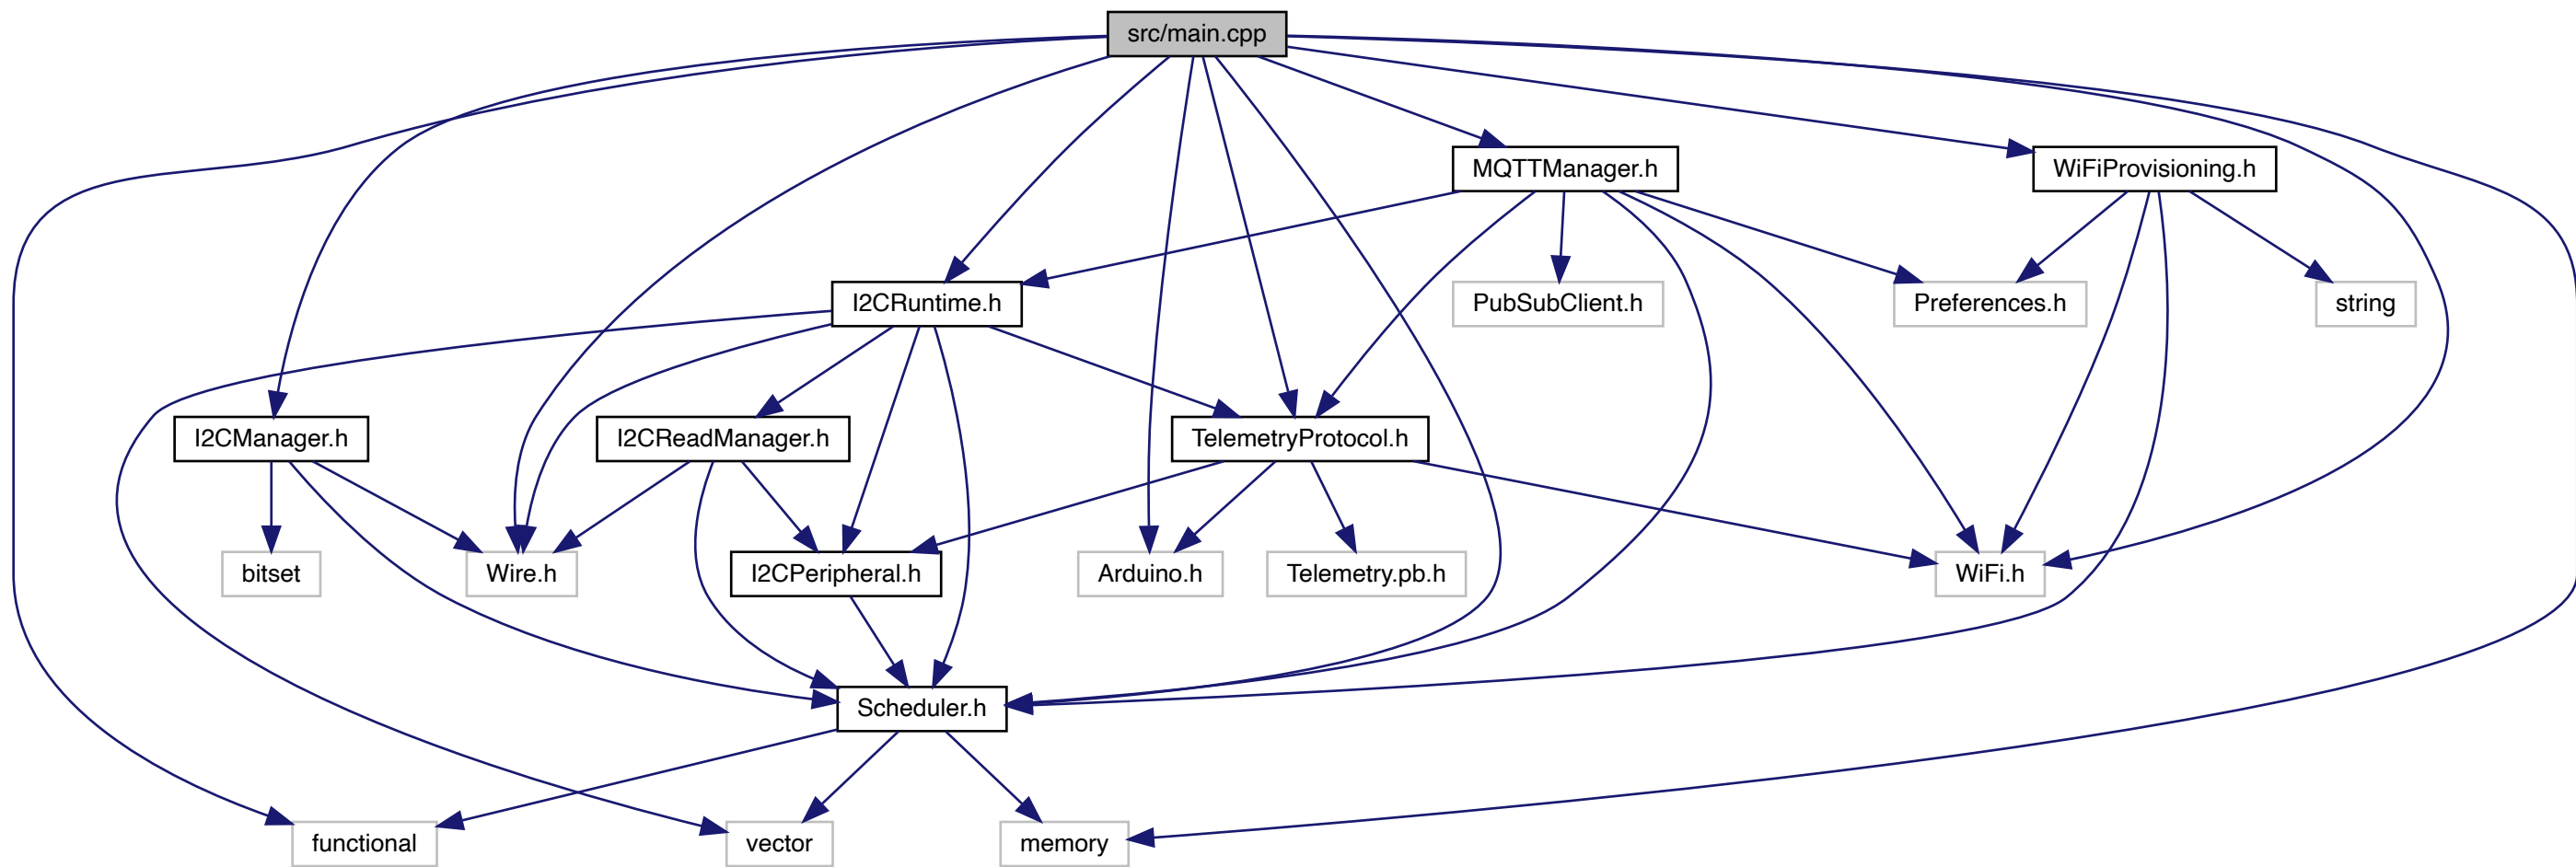 src/main.cpp
MQTTManager.h
WiFiProvisioning.h
I2CRuntime.h
PubSubClient.h
Preferences.h
string
I2CManager.h
I2CReadManager.h
TelemetryProtocol.h
bitset
Wire.h
I2CPeripheral.h
Arduino.h
Telemetry.pb.h
WiFi.h
Scheduler.h
functional
vector
memory